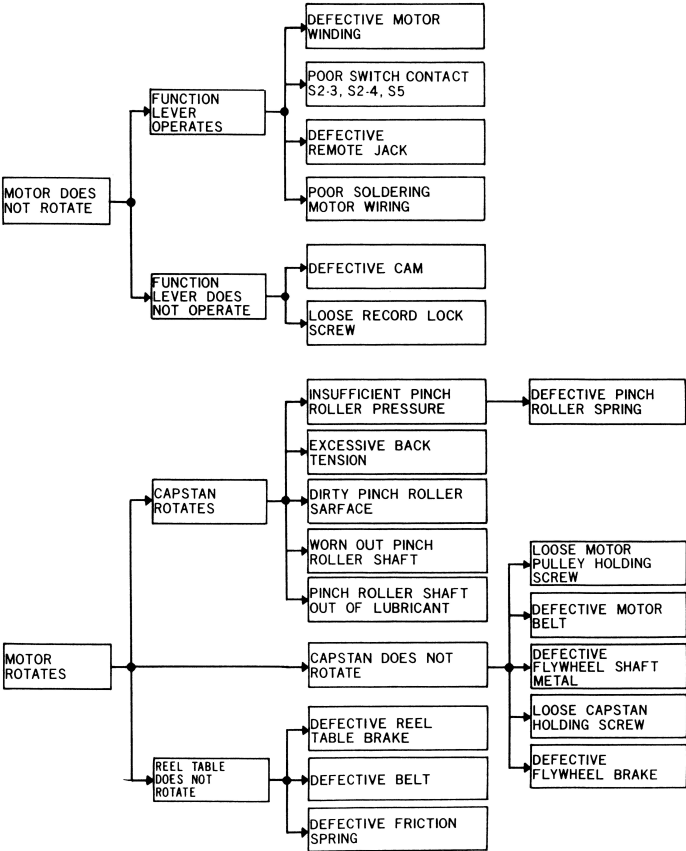 MOTOR DOES
NOT ROTATE
FUNCTION
LEVER
OPERATES
DEFECTIVE MOTOR
WINDING
POOR SWITCH CONTACT
S2-3, S2-4, S5
DEFECTIVE
REMOTE JACK
POOR SOLDERING
MOTOR WIRING
FUNCTION
LEVER DOES
NOT OPERATE
DEFECTIVE CAM
LOOSE RECORD LOCK
SCREW
MOTOR
ROTATES
CAPSTAN
ROTATES
INSUFFICIENT PINCH
ROLLER PRESSURE
DEFECTIVE PINCH
ROLLER SPRING
EXCESSIVE BACK
TENSION
DIRTY PINCH ROLLER
SARFACE
WORN OUT PINCH
ROLLER SHAFT
PINCH ROLLER SHAFT
OUT OF LUBRICANT
CAPSTAN DOES NOT
ROTATE
LOOSE MOTOR
PULLEY HOLDING
SCREW
DEFECTIVE MOTOR
BELT
DEFECTIVE
FLYWHEEL SHAFT
METAL
LOOSE CAPSTAN
HOLDING SCREW
DEFECTIVE
FLYWHEEL BRAKE
REEL TABLE
DOES NOT
ROTATE
DEFECTIVE REEL
TABLE BRAKE
DEFECTIVE BELT
DEFECTIVE FRICTION
SPRING